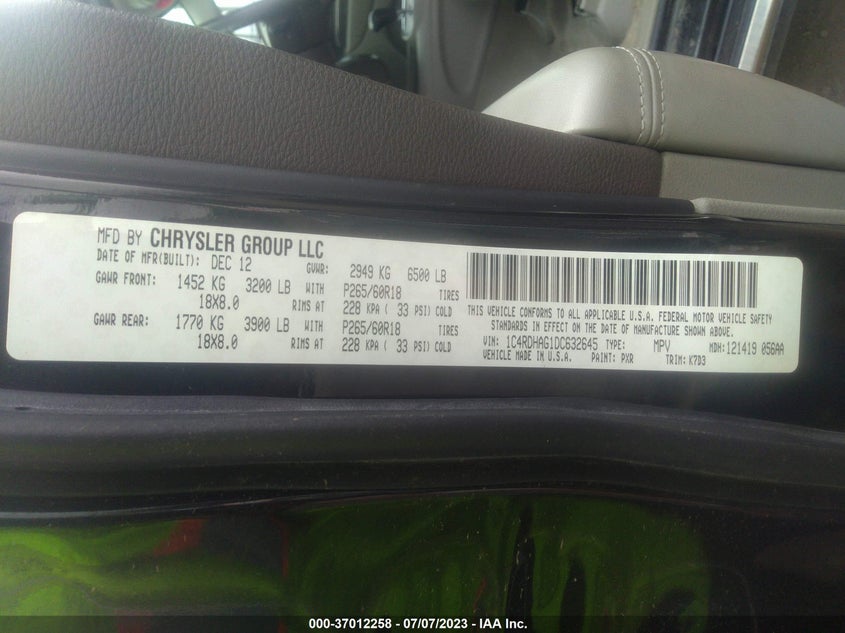 MFD BY CHRYSLER GROUP LLC
DATE OF MFR(BUILT): DEC 12 GVWR: 2949 KG 6500 LB
GAWR FRONT: 1452 KG 3200 LB WITH P265/60R18 TIRES
18X8.0 RIMS AT 228 KPA ( 33 PSI) COLD
GAWR REAR: 1770 KG 3900 LB WITH P265/60R18 TIRES
18X8.0 RIMS AT 228 KPA ( 33 PSI) COLD
THIS VEHICLE CONFORMS TO ALL APPLICABLE U.S.A. FEDERAL MOTOR VEHICLE SAFETY
STANDARDS IN EFFECT ON THE DATE OF MANUFACTURE SHOWN ABOVE.
VIN: 1C4RDHAG1DC632645 TYPE: MPV MDH: 121419 056AA
VEHICLE MADE IN U.S.A. PAINT: PXR TRIM: K7D3
000-37012258 - 07/07/2023 - © IAA Inc.